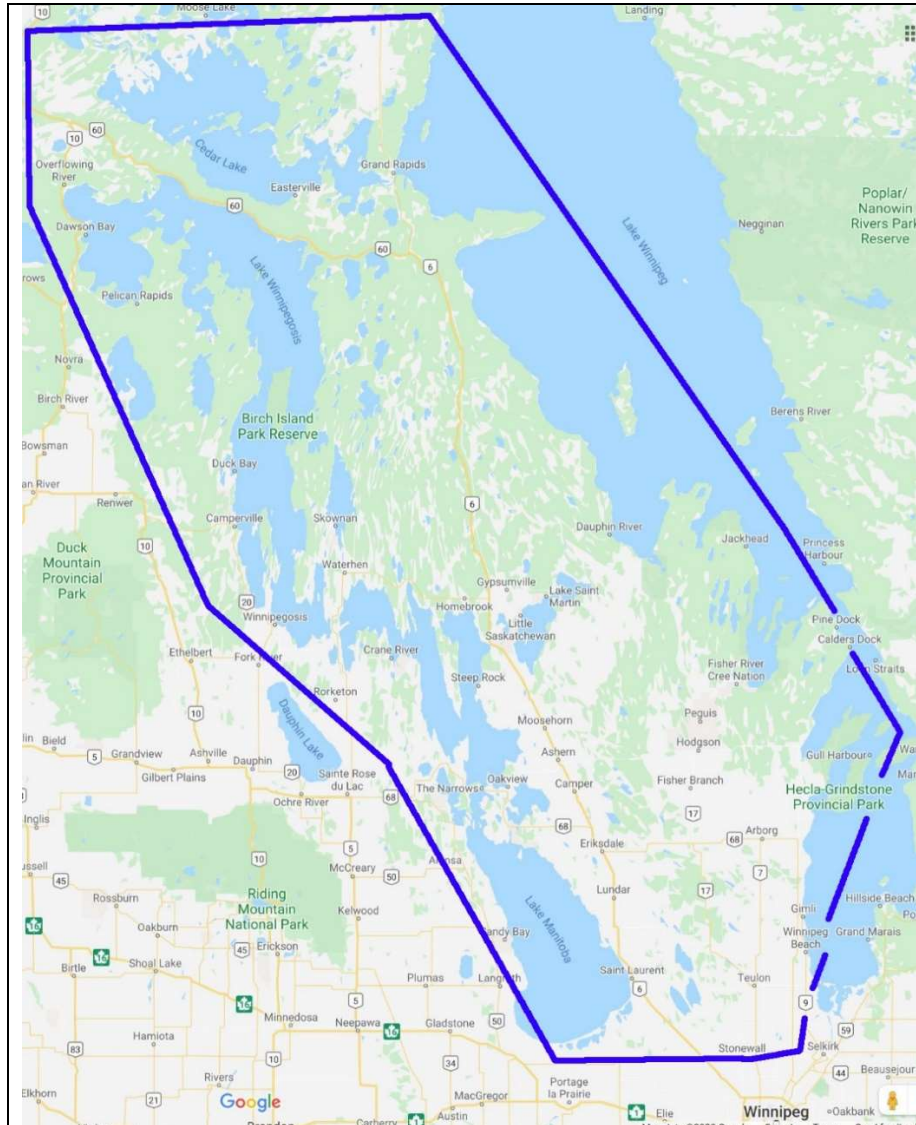 10
Moose Lake
Landing
10
60
Overflowing
River
Cedar Lake
Easterville
Grand Rapids
60
Dawson Bay
60
6
Lake Winnipeg
Negginan
Poplar/
Nanowin
Rivers Park
Reserve
Lake Winnipegosis
Pelican Rapids
Novra
Birch River
Bowsman
Birch Island
Park Reserve
Berens River
Duck Bay
Renwer
Camperville
Skownan
6
Dauphin River
Jackhead
Princess
Harbour
10
Duck
Mountain
Provincial
Park
Waterhen
Gypsumville
Lake Saint
Martin
Homebrook
Little
Saskatchewan
20
Winnipegosis
Pine Dock
Calders Dock
Ethelbert
Fork River
Crane River
Fisher River
Cree Nation
Steep Rock
Rorketon
10
Dauphin Lake
Moosehorn
Peguis
Hodgson
Bield
5
Grandview
Ashville
Gilbert Plains
Dauphin
20
Sainte Rose
du Lac
Ochre River
68
The Narrows
Oakview
Ashern
Camper
Fisher Branch
Gull Harbour
Hecla-Grindstone
Provincial Park
17
Inglis
68
68
Arborg
Eriksdale
10
5
McCreary
50
7
45
Rossburn
Riding
Mountain
National Park
Kelwood
Lundar
17
Hillside Beach
Gimli
16
Oakburn
45
Erickson
Lake Manitoba
Winnipeg
Beach
Grand Marais
16
Birtle
Shoal Lake
Plumas
Saint Laurent
6
Teulon
16
Minnedosa
5
Neepawa
16
Gladstone
50
9
59
Hamiota
83
10
34
Stonewall
Selkirk
44
Beausejour
Rivers
Portage
la Prairie
Elkhorn
21
Google
MacGregor
1
Elie
Winnipeg
Oakbank
Carberry
1
Austin